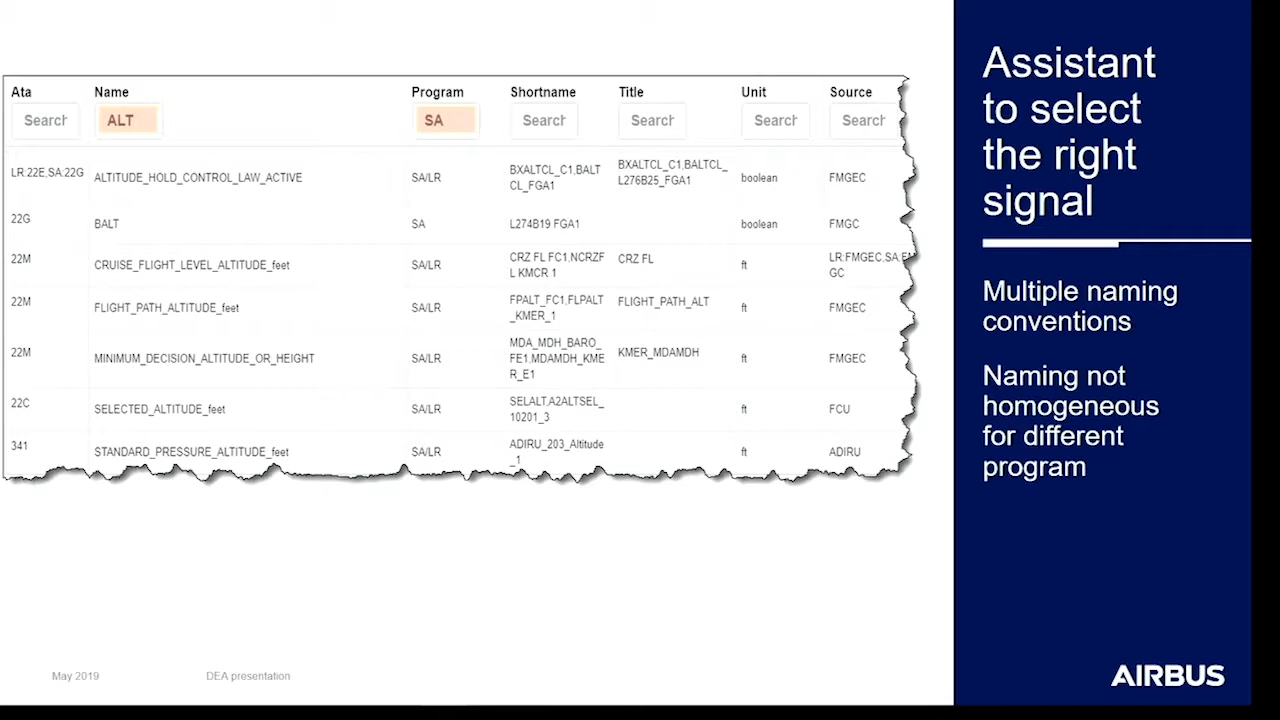 Ata Name Program Shortname Title Unit Source
Search ALT SA Search Search Search Search
LR:22E,SA:22G ALTITUDE_HOLD_CONTROL_LAW_ACTIVE SA/LR BXALTCL_C1,BALT BXALTCL_C1,BALTCL_ boolean FMGEC
CL_FGA1 L276B25_FGA1
22G BALT SA L274B19 FGA1 boolean FMGC
22M CRUISE_FLIGHT_LEVEL_ALTITUDE_feet SA/LR CRZ FL FC1,NCRZF CRZ FL ft LR:FMGEC,SA:FM
L KMCR 1 GC
22M FLIGHT_PATH_ALTITUDE_feet SA/LR FPALT_FC1,FLPALT FLIGHT_PATH_ALT ft FMGEC
_KMER_1
22M MINIMUM_DECISION_ALTITUDE_OR_HEIGHT SA/LR MDA_MDH_BARO_ KMER_MDAMDH ft FMGEC
FE1,MDAMDH_KME
R_E1
22C SELECTED_ALTITUDE_feet SA/LR SELALT,A2ALTSEL_ ft FCU
10201_3
341 STANDARD_PRESSURE_ALTITUDE_feet SA/LR ADIRU_203_Altitude ft ADIRU
_1
Assistant
to select
the right
signal
Multiple naming
conventions
Naming not
homogeneous
for different
program
May 2019 DEA presentation
AIRBUS